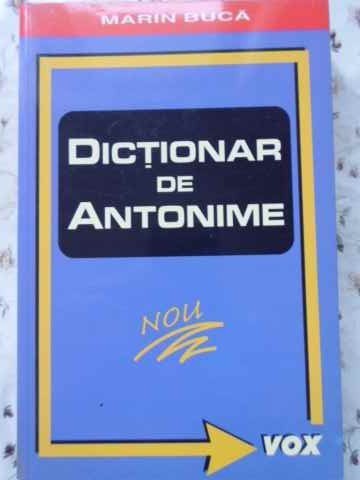 MARIN BUCĂ
DICȚIONAR
DE
ANTONIME
NOU
VOX